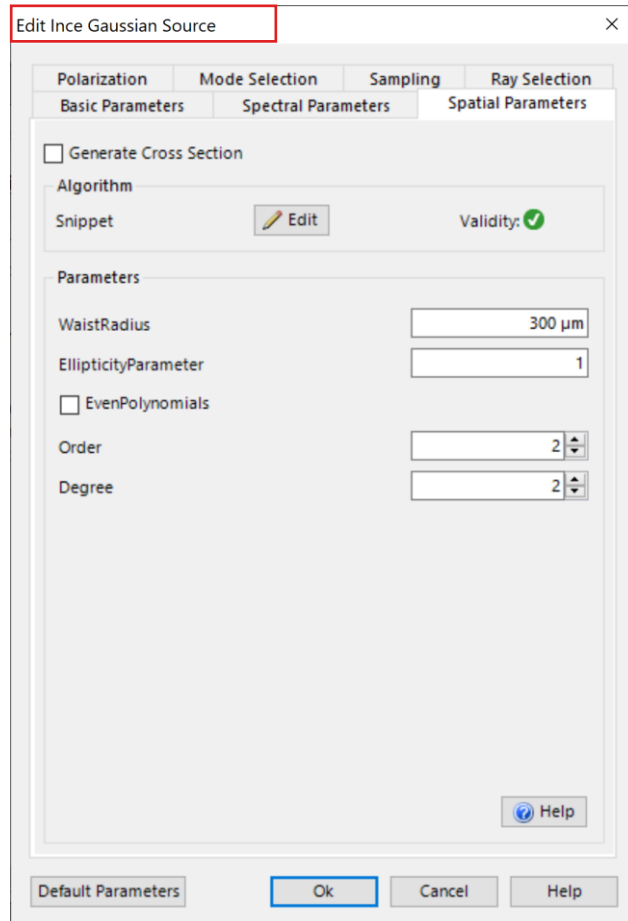 Edit Ince Gaussian Source
Polarization Mode Selection Sampling Ray Selection
Basic Parameters Spectral Parameters Spatial Parameters
Generate Cross Section
Algorithm
Snippet Edit Validity:
Parameters
WaistRadius 300 µm
EllipticityParameter 1
EvenPolynomials
Order 2
Degree 2
Help
Default Parameters Ok Cancel Help